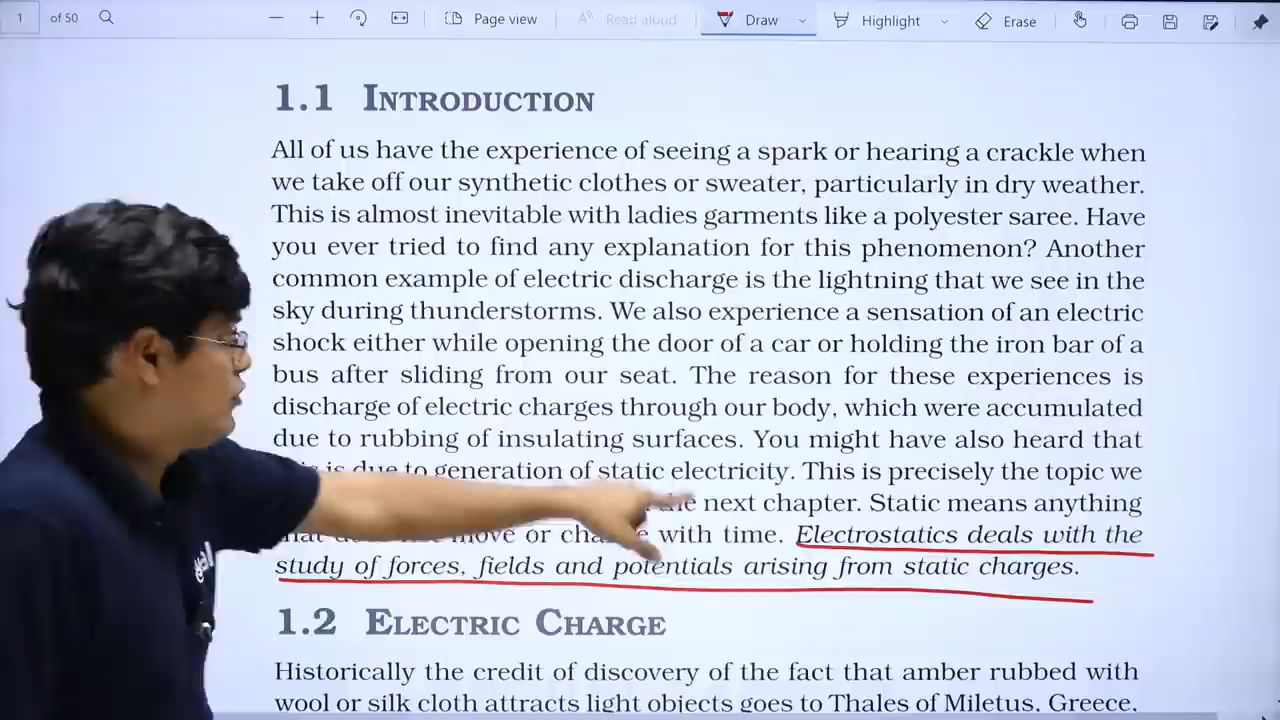 1 of 50 Page view Read aloud Draw Highlight Erase
1.1 INTRODUCTION
All of us have the experience of seeing a spark or hearing a crackle when
we take off our synthetic clothes or sweater, particularly in dry weather.
This is almost inevitable with ladies garments like a polyester saree. Have
you ever tried to find any explanation for this phenomenon? Another
common example of electric discharge is the lightning that we see in the
sky during thunderstorms. We also experience a sensation of an electric
shock either while opening the door of a car or holding the iron bar of a
bus after sliding from our seat. The reason for these experiences is
discharge of electric charges through our body, which were accumulated
due to rubbing of insulating surfaces. You might have also heard that
is due to generation of static electricity. This is precisely the topic we
next chapter. Static means anything
move or with time. Electrostatics deals with the
study of forces, fields and potentials arising from static charges.
1.2 ELECTRIC CHARGE
Historically the credit of discovery of the fact that amber rubbed with
wool or silk cloth attracts light objects goes to Thales of Miletus, Greece,